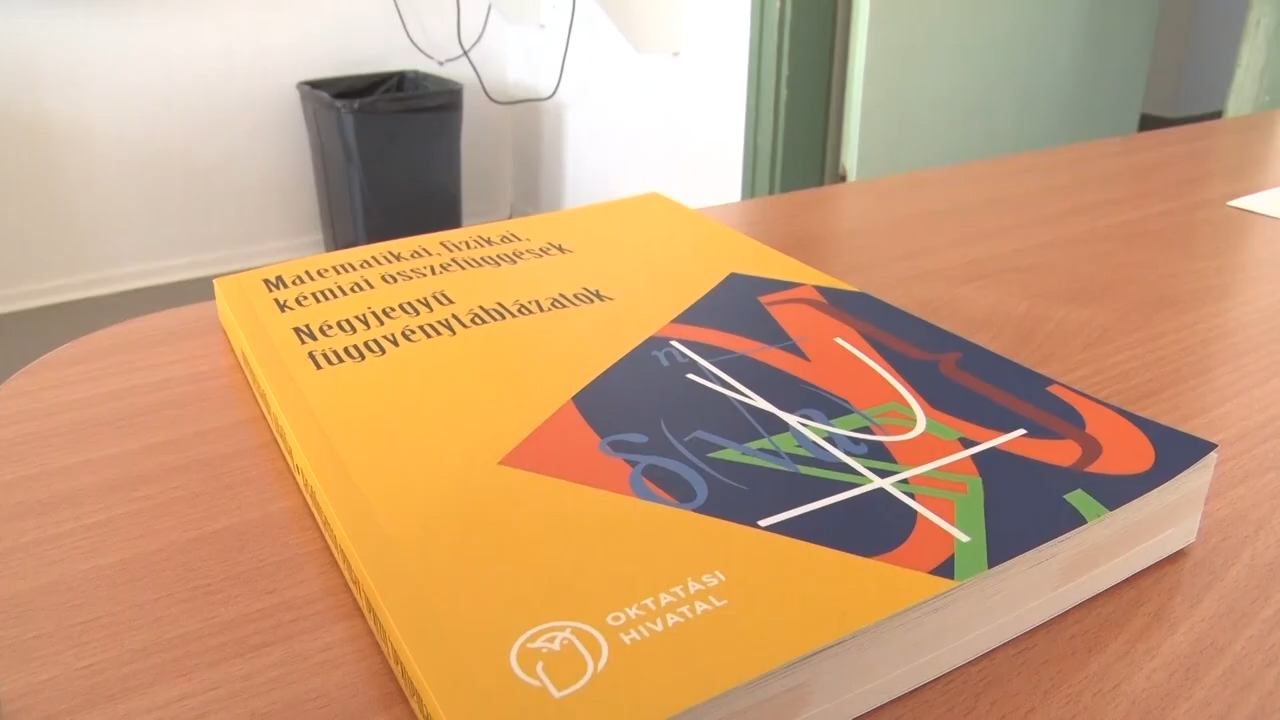 Matematikai, fizikai,
kémiai összefüggések
Négyjegyű
függvénytáblázatok
OKTATÁSI
HIVATAL